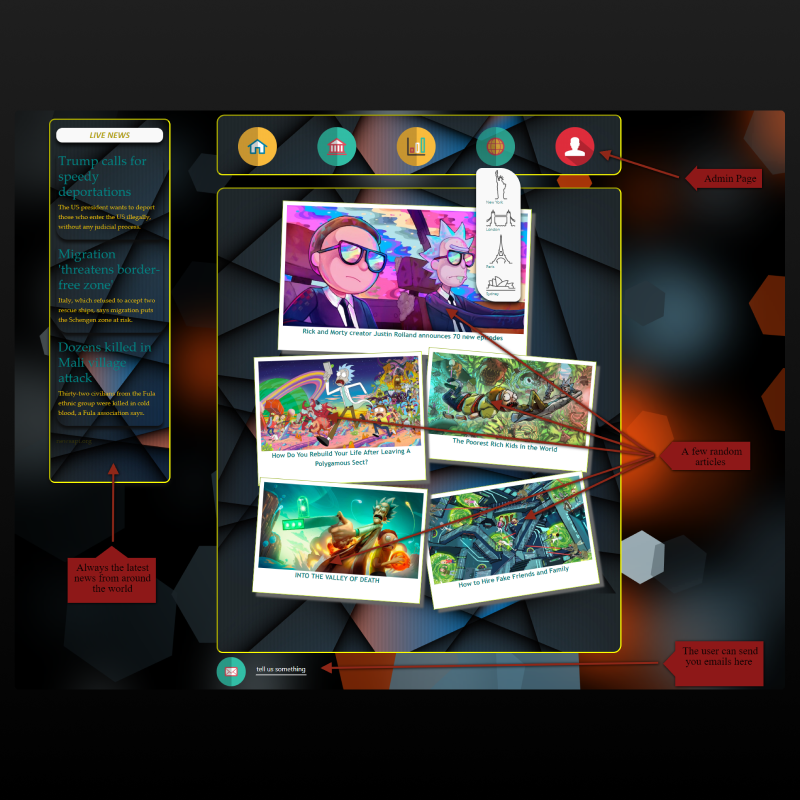 LIVE NEWS
Trump calls for
speedy
deportations
The US president wants to deport
those who enter the US illegally,
without any judicial process.
Migration
'threatens border-
free zone'
Italy, which refused to accept two
rescue ships, says migration puts
the Schengen zone at risk.
Dozens killed in
Mali village
attack
Thirty-two civilians from the Fula
ethnic group were killed in cold
blood, a Fula association says.
Always the latest
news from around
the world
New York
London
Paris
Sydney
Admin Page
Rick and Morty creator Justin Rolland announces 70 new episodes
How Do You Rebuild Your Life After Leaving A
Polygamous Sect?
The Poorest Rich Kids in the World
INTO THE VALLEY OF DEATH
How to Hire Fake Friends and Family
A few random
articles
tell us something
The user can send
you emails here